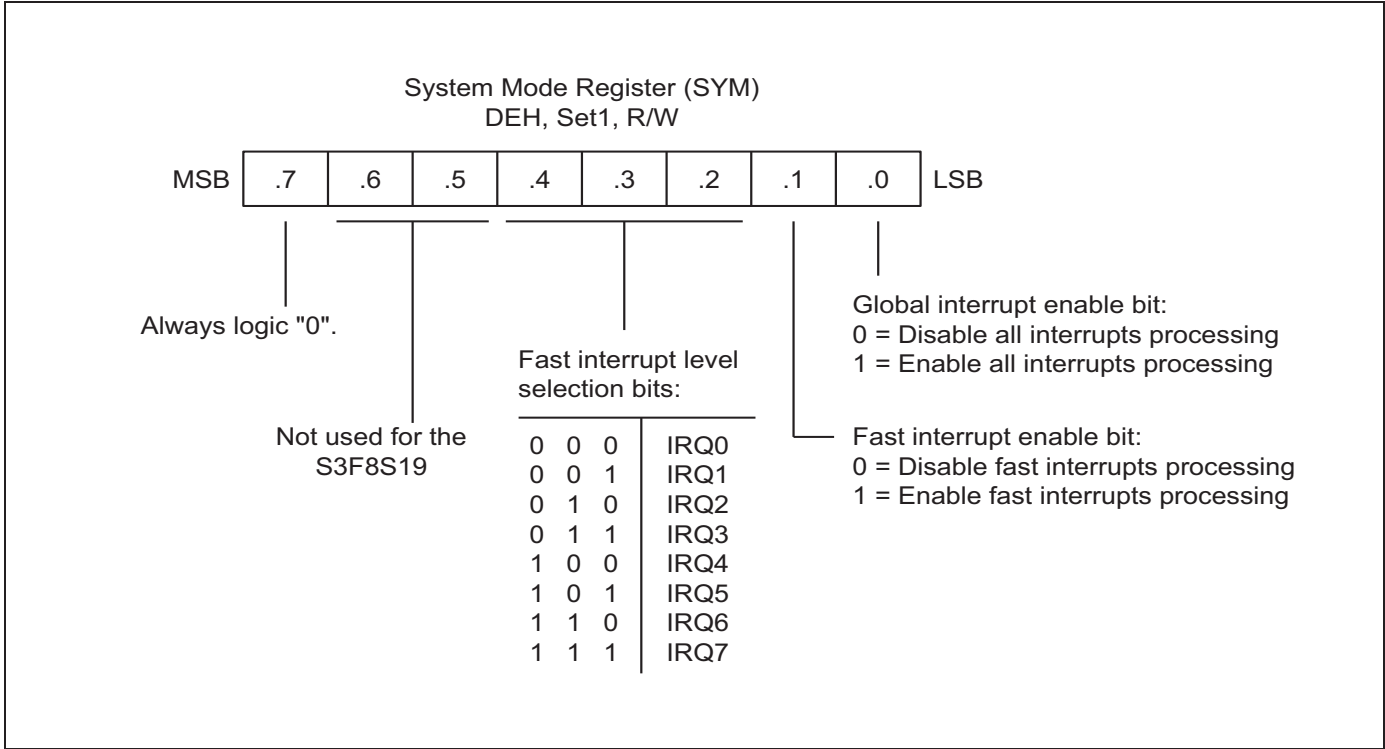 System Mode Register (SYM)
DEH, Set1, R/W
MSB .7 .6 .5 .4 .3 .2 .1 .0 LSB
Always logic "0".
Not used for the
S3F8S19
Fast interrupt level
selection bits:
0 0 0 IRQ0
0 0 1 IRQ1
0 1 0 IRQ2
0 1 1 IRQ3
1 0 0 IRQ4
1 0 1 IRQ5
1 1 0 IRQ6
1 1 1 IRQ7
Global interrupt enable bit:
0 = Disable all interrupts processing
1 = Enable all interrupts processing
Fast interrupt enable bit:
0 = Disable fast interrupts processing
1 = Enable fast interrupts processing